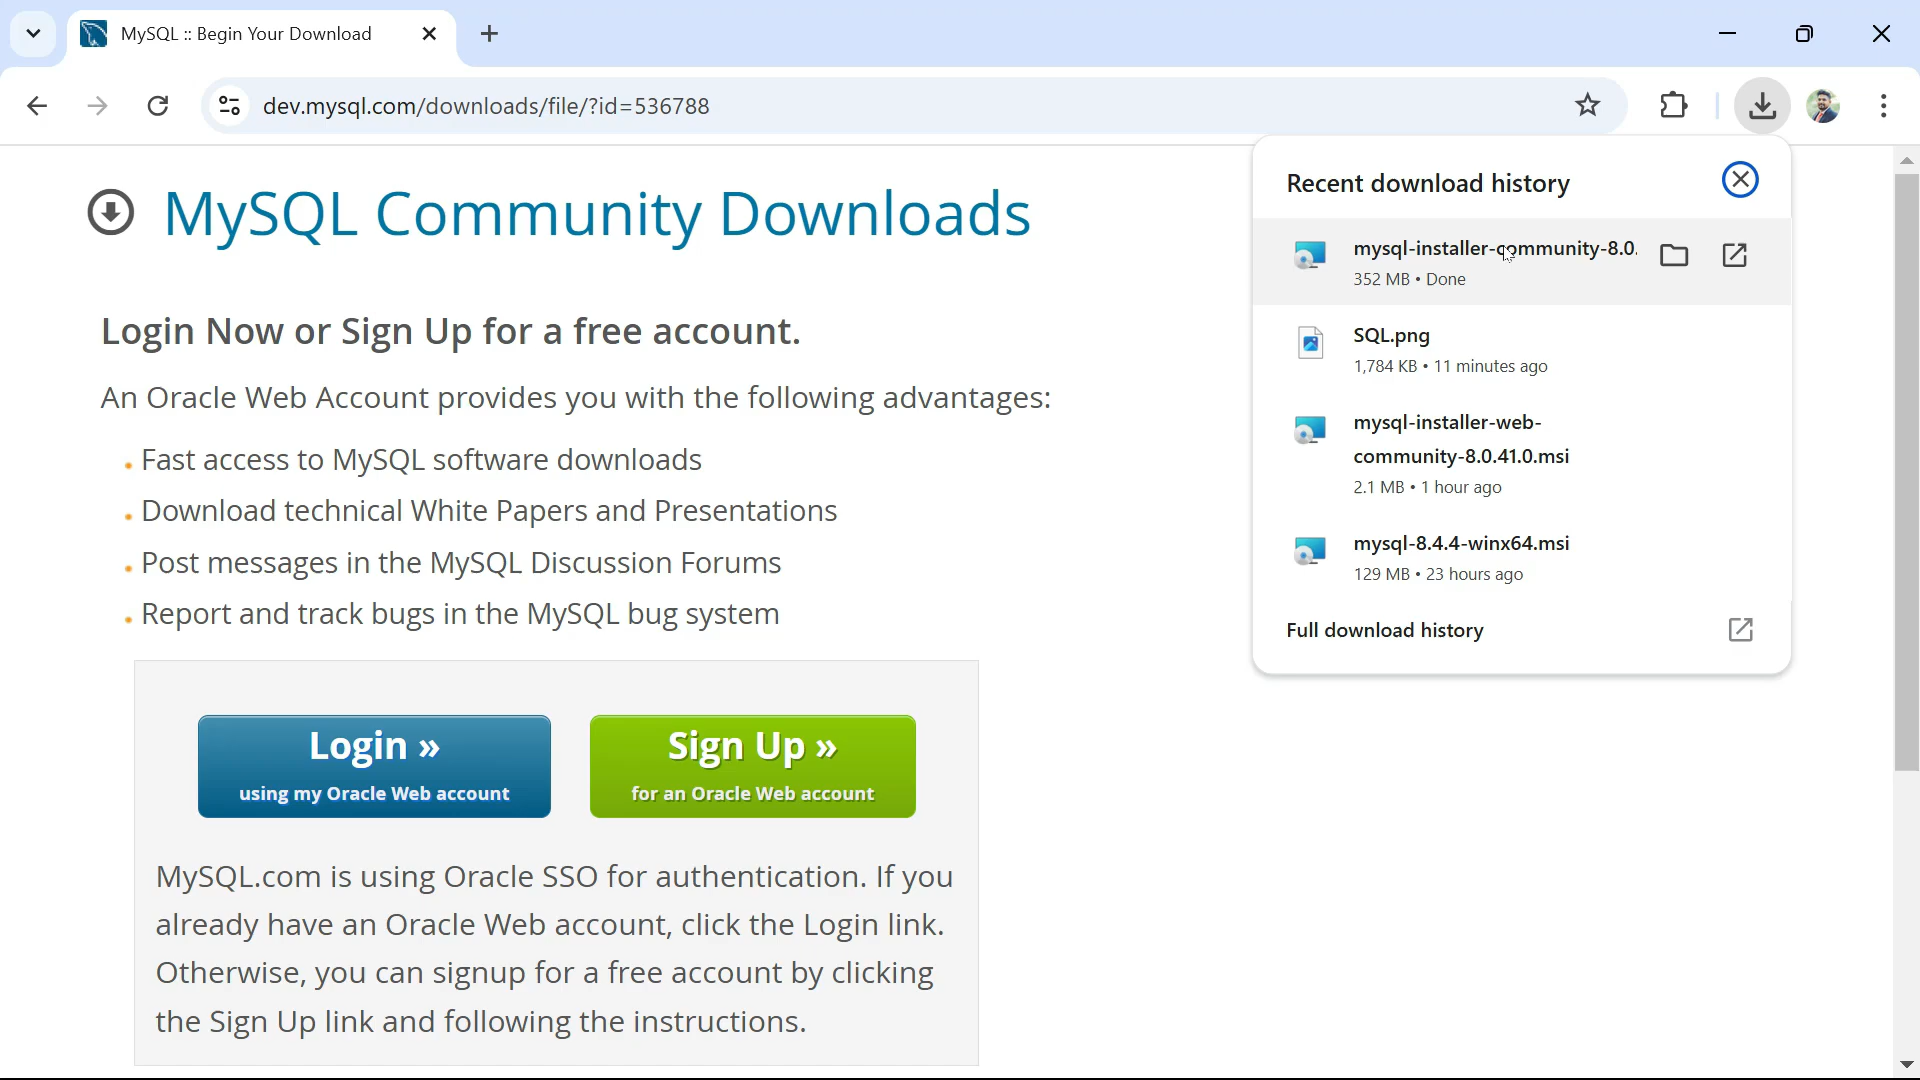 MySQL :: Begin Your Download
dev.mysql.com/downloads/file/?id=536788
MySQL Community Downloads
Login Now or Sign Up for a free account.
An Oracle Web Account provides you with the following advantages:
Fast access to MySQL software downloads
Download technical White Papers and Presentations
Post messages in the MySQL Discussion Forums
Report and track bugs in the MySQL bug system
Login »
using my Oracle Web account
Sign Up »
for an Oracle Web account
MySQL.com is using Oracle SSO for authentication. If you
already have an Oracle Web account, click the Login link.
Otherwise, you can signup for a free account by clicking
the Sign Up link and following the instructions.
Recent download history
mysql-installer-community-8.0.
352 MB • Done
SQL.png
1,784 KB • 11 minutes ago
mysql-installer-web-
community-8.0.41.0.msi
2.1 MB • 1 hour ago
mysql-8.4.4-winx64.msi
129 MB • 23 hours ago
Full download history